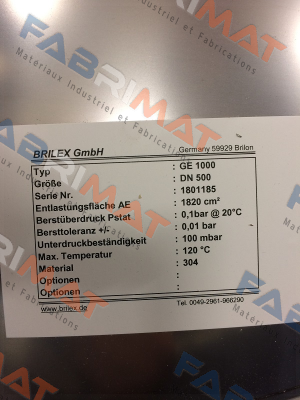 FABRIMAT
Materiaux Industriel et Fabrications
BRILEX GmbH Germany 59929 Brilon
Typ : GE 1000
Größe : DN 500
Serie Nr. : 1801185
Entlastungsfläche AE : 1820 cm²
Berstüberdruck Pstat : 0,1bar @ 20°C
Bersttoleranz +/- : 0,01 bar
Unterdruckbeständigkeit : 100 mbar
Max. Temperatur : 120 °C
Material : 304
Optionen :
Optionen :
www.brilex.de Tel. 0049-2961-966290